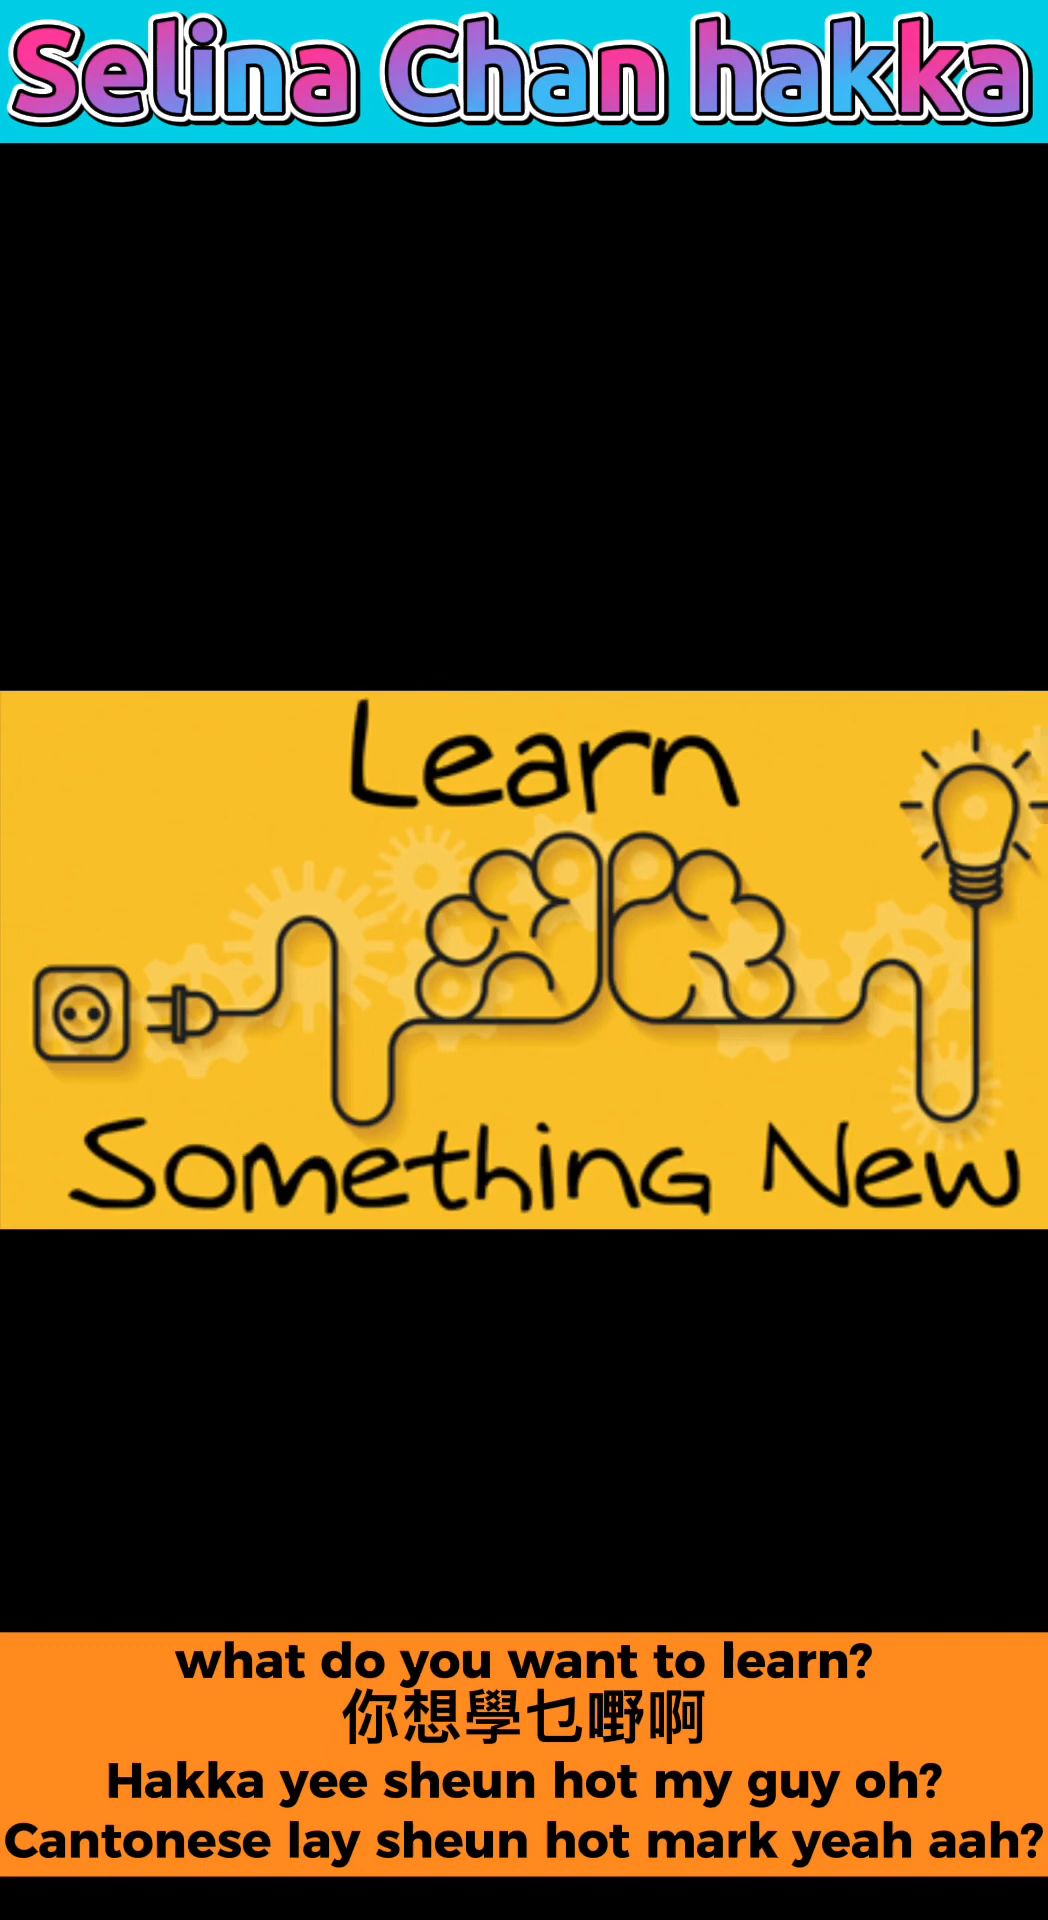 Selina Chan hakka
Learn
Something New
what do you want to learn?
你想學乜嘢啊
Hakka yee sheun hot my guy oh?
Cantonese lay sheun hot mark yeah aah?